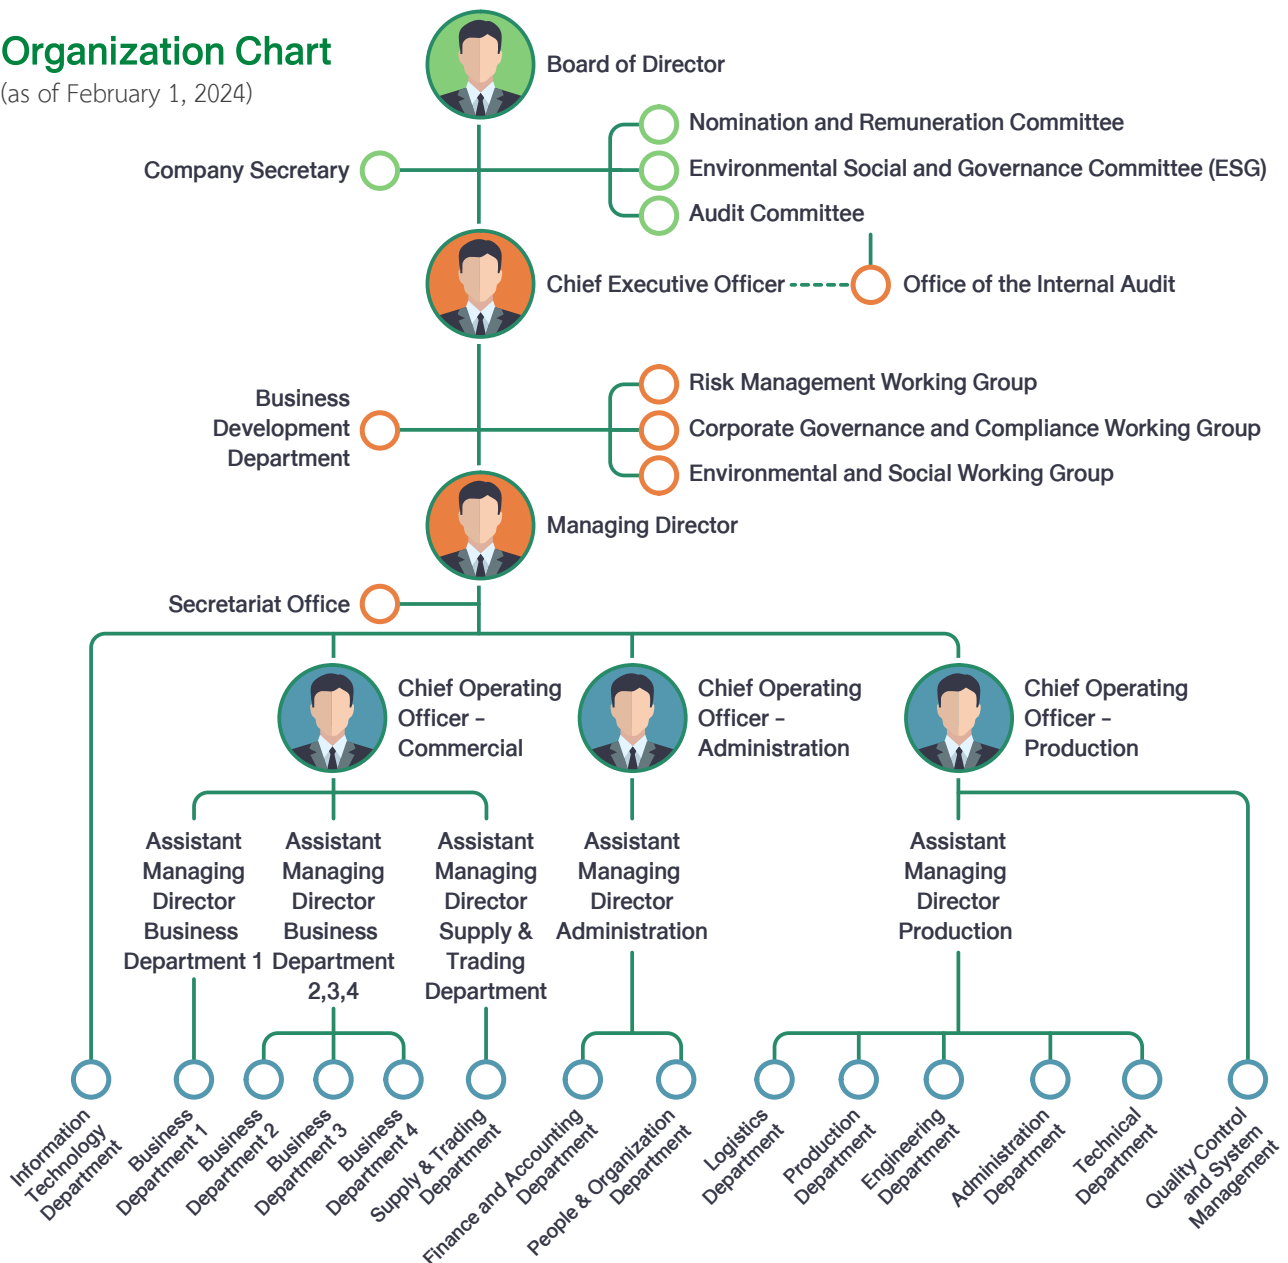 Organization Chart
(as of February 1, 2024)
Board of Director
Nomination and Remuneration Committee
Company Secretary
Environmental Social and Governance Committee (ESG)
Audit Committee
Chief Executive Officer
Office of the Internal Audit
Business
Development
Department
Risk Management Working Group
Corporate Governance and Compliance Working Group
Environmental and Social Working Group
Managing Director
Secretariat Office
Chief Operating
Officer –
Commercial
Chief Operating
Officer –
Administration
Chief Operating
Officer –
Production
Assistant
Managing
Director
Business
Department 1
Assistant
Managing
Director
Business
Department
2,3,4
Assistant
Managing
Director
Supply &
Trading
Department
Assistant
Managing
Director
Administration
Assistant
Managing
Director
Production
Information
Technology
Department
Business
Department 1
Business
Department 2
Business
Department 3
Business
Department 4
Supply & Trading
Department
Finance and Accounting
Department
People & Organization
Department
Logistics
Department
Production
Department
Engineering
Department
Administration
Department
Technical
Department
Quality Control
and System
Management